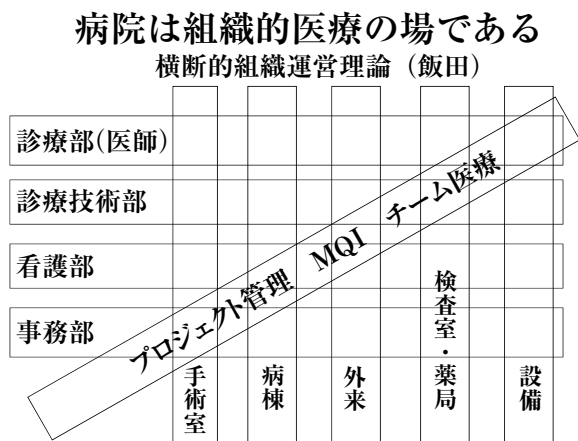 病院は組織的医療の場である
横断的組織運営理論（飯田）
診療部(医師)
診療技術部
看護部
事務部
プロジェクト管理　MQI　チーム医療
手術室
病棟
外来
検査室・薬局
設備